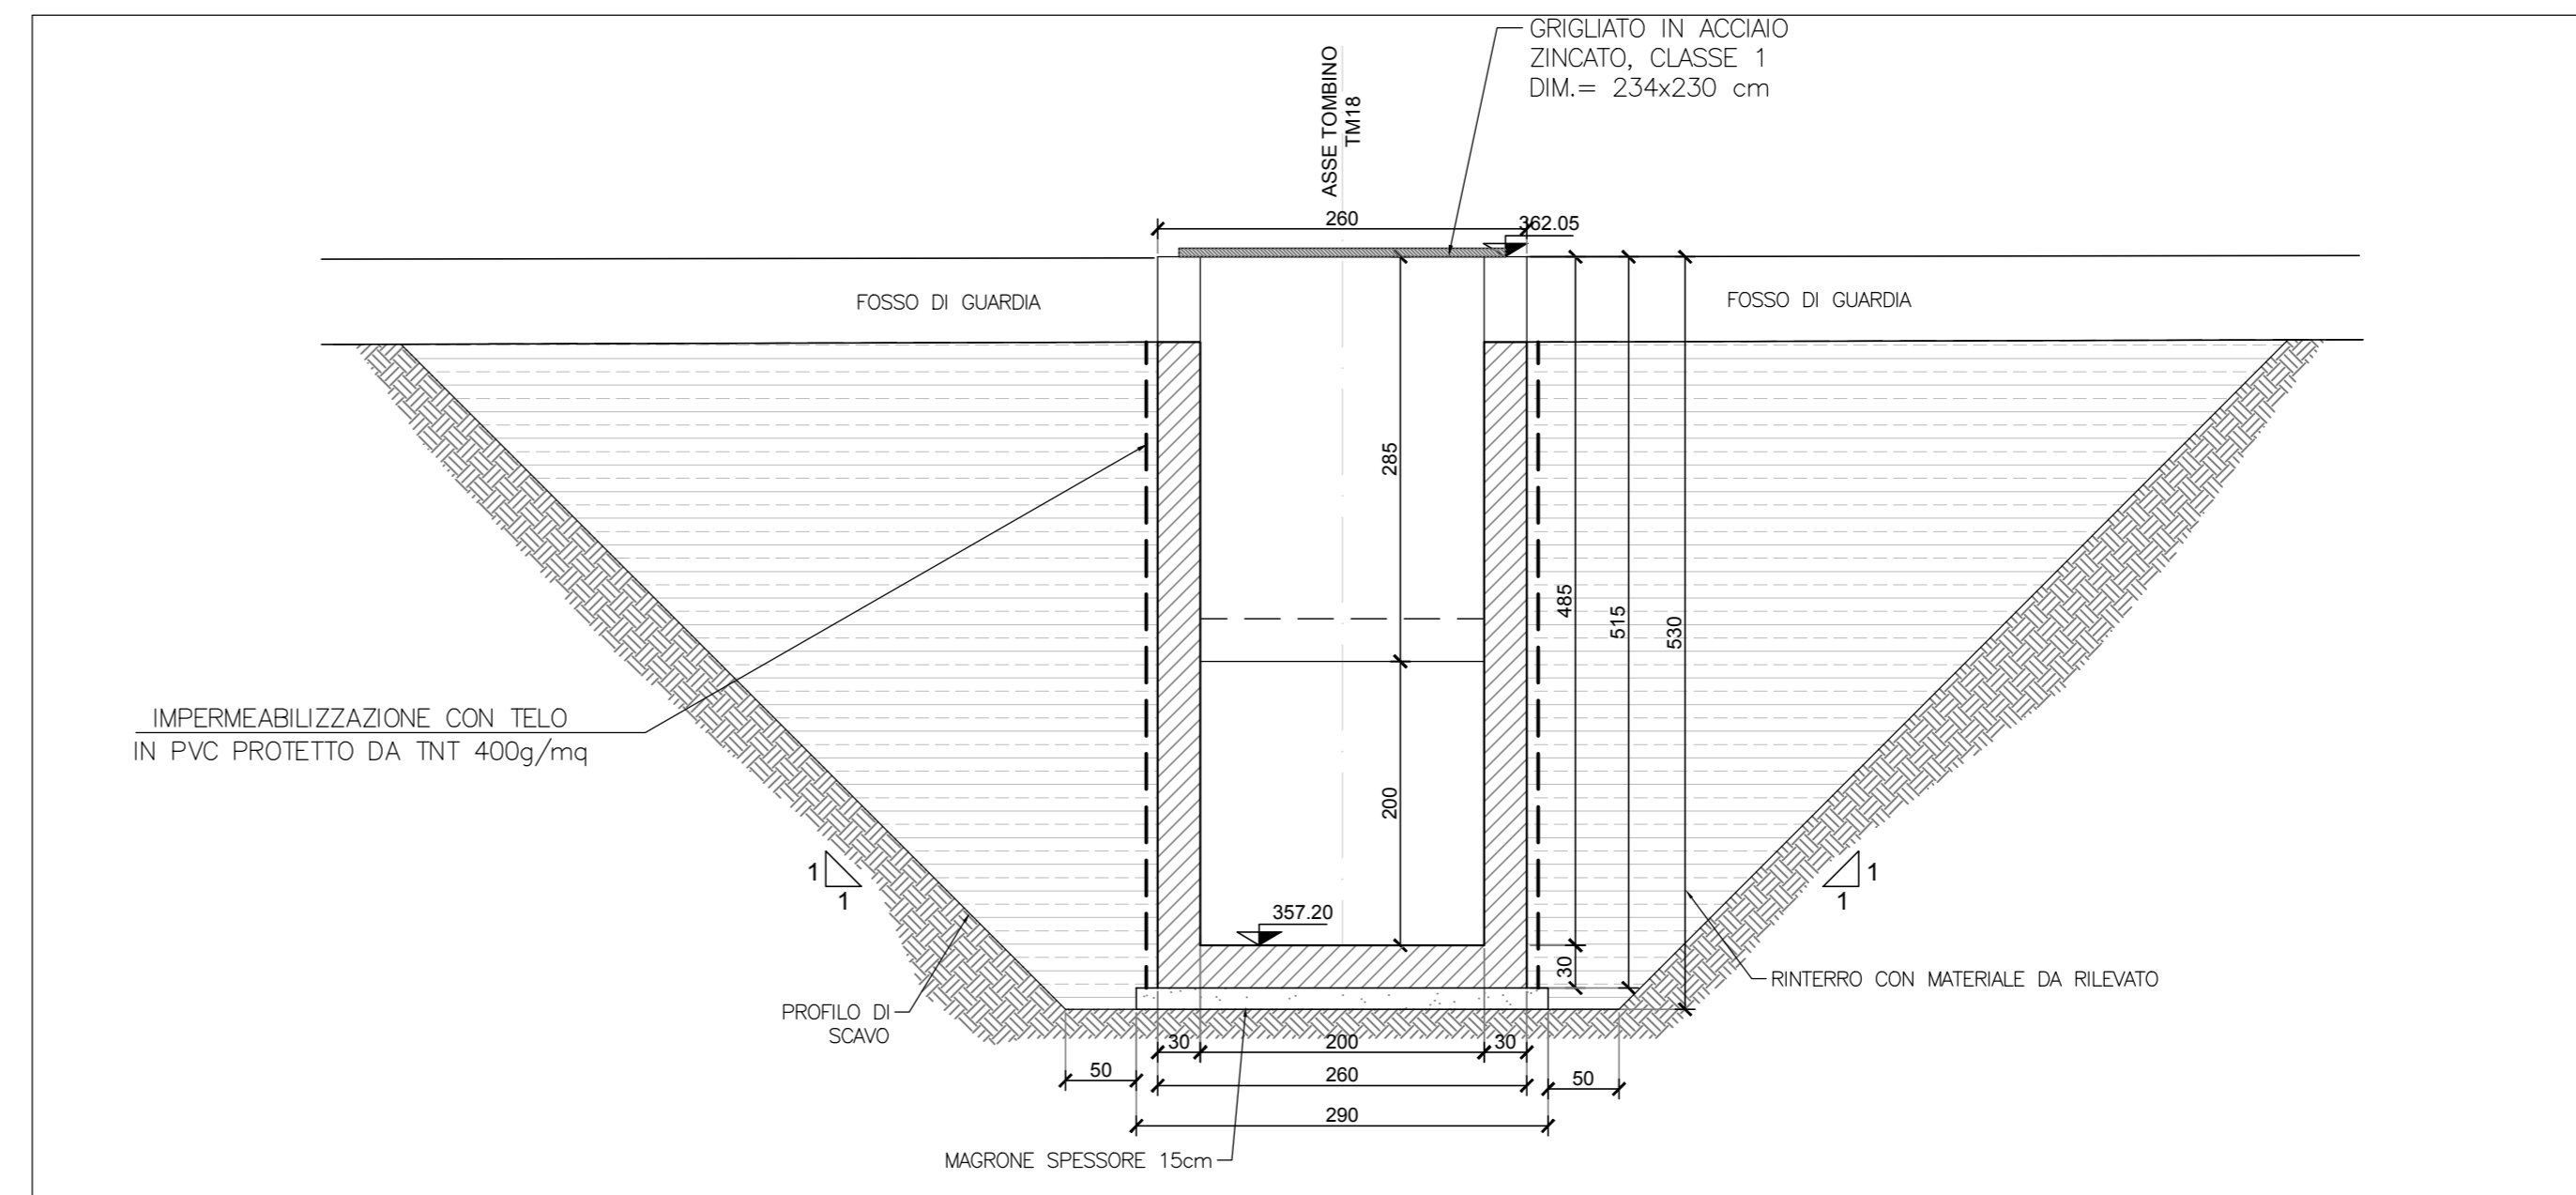 GRIGLIATO IN ACCIAIO
ZINCATO, CLASSE 1
DIM.= 234x230 cm
ASSE TOMBINO
TM18
260
362.05
FOSSO DI GUARDIA
FOSSO DI GUARDIA
285
485
515
530
IMPERMEABILIZZAZIONE CON TELO
IN PVC PROTETTO DA TNT 400g/mq
200
1
1
1
1
357.20
30
RINTERRO CON MATERIALE DA RILEVATO
PROFILO DI
SCAVO
30
200
30
50
260
50
290
MAGRONE SPESSORE 15cm